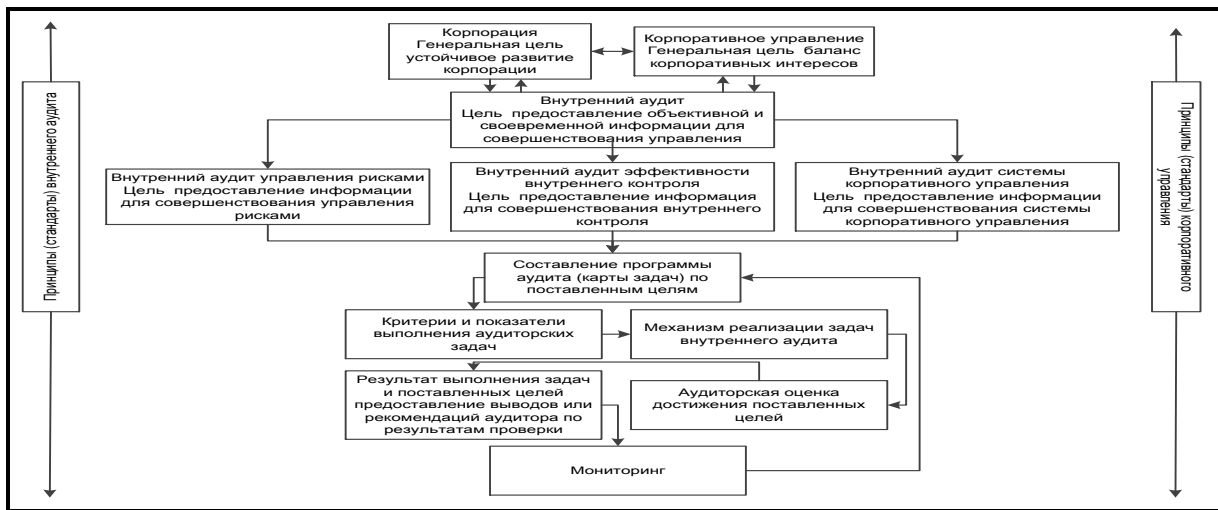 Принципы (стандарты) внутреннего аудита
Корпорация
Генеральная цель
устойчивое развитие
корпорации
Корпоративное управление
Генеральная цель баланс
корпоративных интересов
Внутренний аудит
Цель предоставление объективной и
своевременной информации для
совершенствования управления
Внутренний аудит управления рисками
Цель предоставление информации
для совершенствования управления
рисками
Внутренний аудит эффективности
внутреннего контроля
Цель предоставление информация
для совершенствования внутреннего
контроля
Внутренний аудит системы
корпоративного управления
Цель предоставление информации
для совершенствования системы
корпоративного управления
Составление программы
аудита (карты задач) по
поставленным целям
Критерии и показатели
выполнения аудиторских
задач
Механизм реализации задач
внутреннего аудита
Результат выполнения задач
и поставленных целей
предоставление выводов или
рекомендаций аудитора по
результатам проверки
Аудиторская оценка
достижения поставленных
целей
Мониторинг
Принципы (стандарты) корпоративного
управления